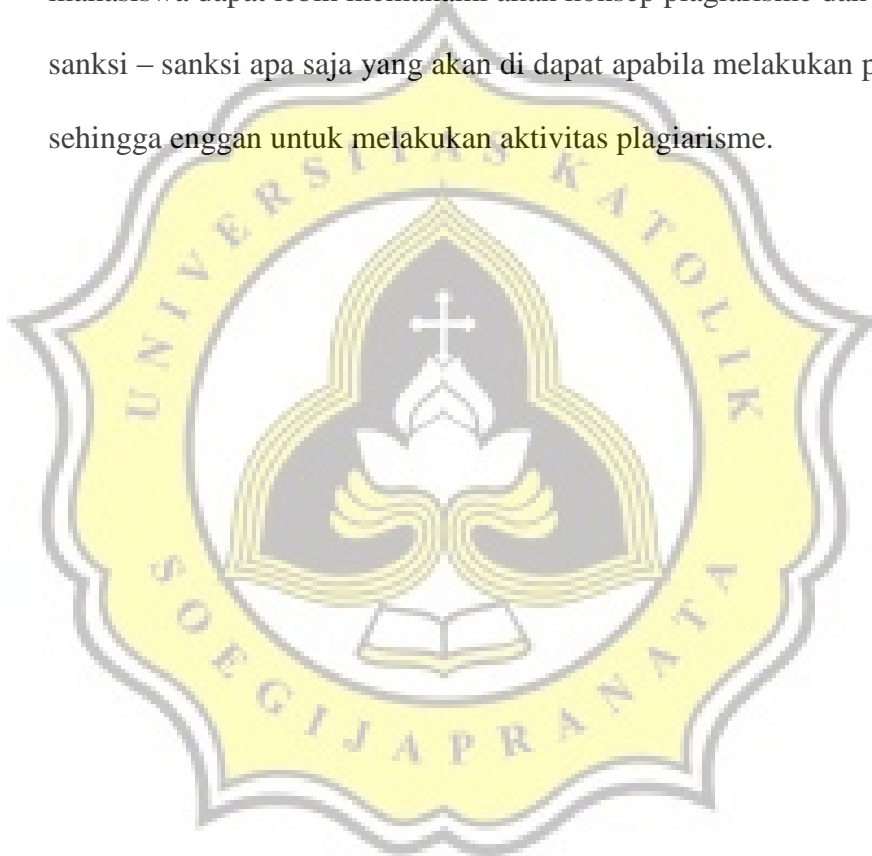 mahasiswa dapat lebih memahami akan konsep plagiarisme dan
sanksi – sanksi apa saja yang akan di dapat apabila melakukan
sehingga enggan untuk melakukan aktivitas plagiarisme.
UNIVERSITAS KATOLIK
SOEGIJAPRANATA